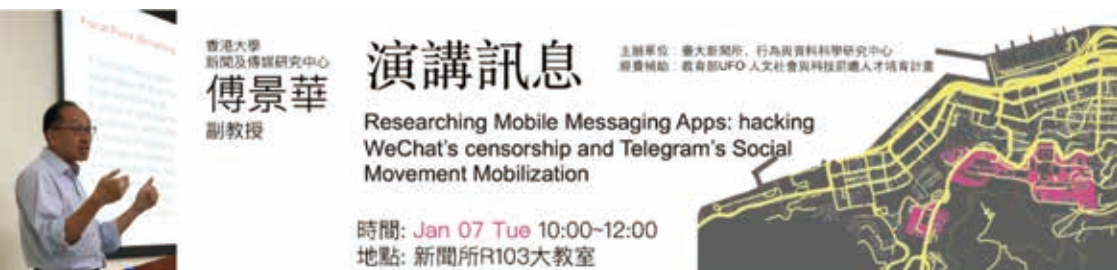 香港大學
新聞及傳媒研究中心
傅景華
副教授
演講訊息
主辦單位：臺大新聞所、行為與資料科學研究中心
經費補助：教育部UFO 人文社會與科技前瞻人才培育計畫
Researching Mobile Messaging Apps: hacking
WeChat's censorship and Telegram's Social
Movement Mobilization
時間: Jan 07 Tue 10:00~12:00
地點: 新聞所R103大教室